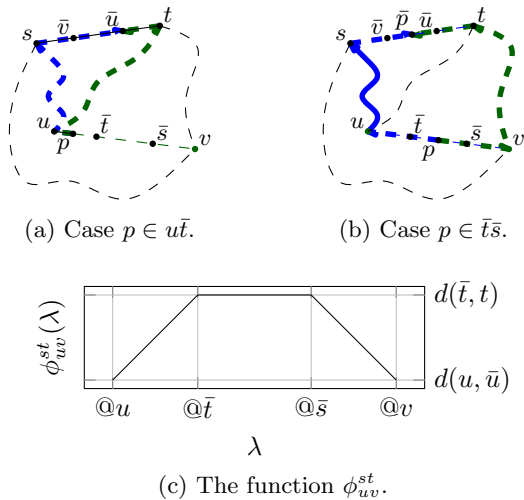 s v̄ ū t
u p t̄ s̄ v
(a) Case p ∈ ut̄.
s v̄ p̄ ū t
u t̄ p s̄ v
(b) Case p ∈ t̄s̄.
ϕ^{st}_{uv}(λ)
d(t̄, t)
d(u, ū)
@u @t̄ @s̄ @v
λ
(c) The function ϕ^{st}_{uv}.